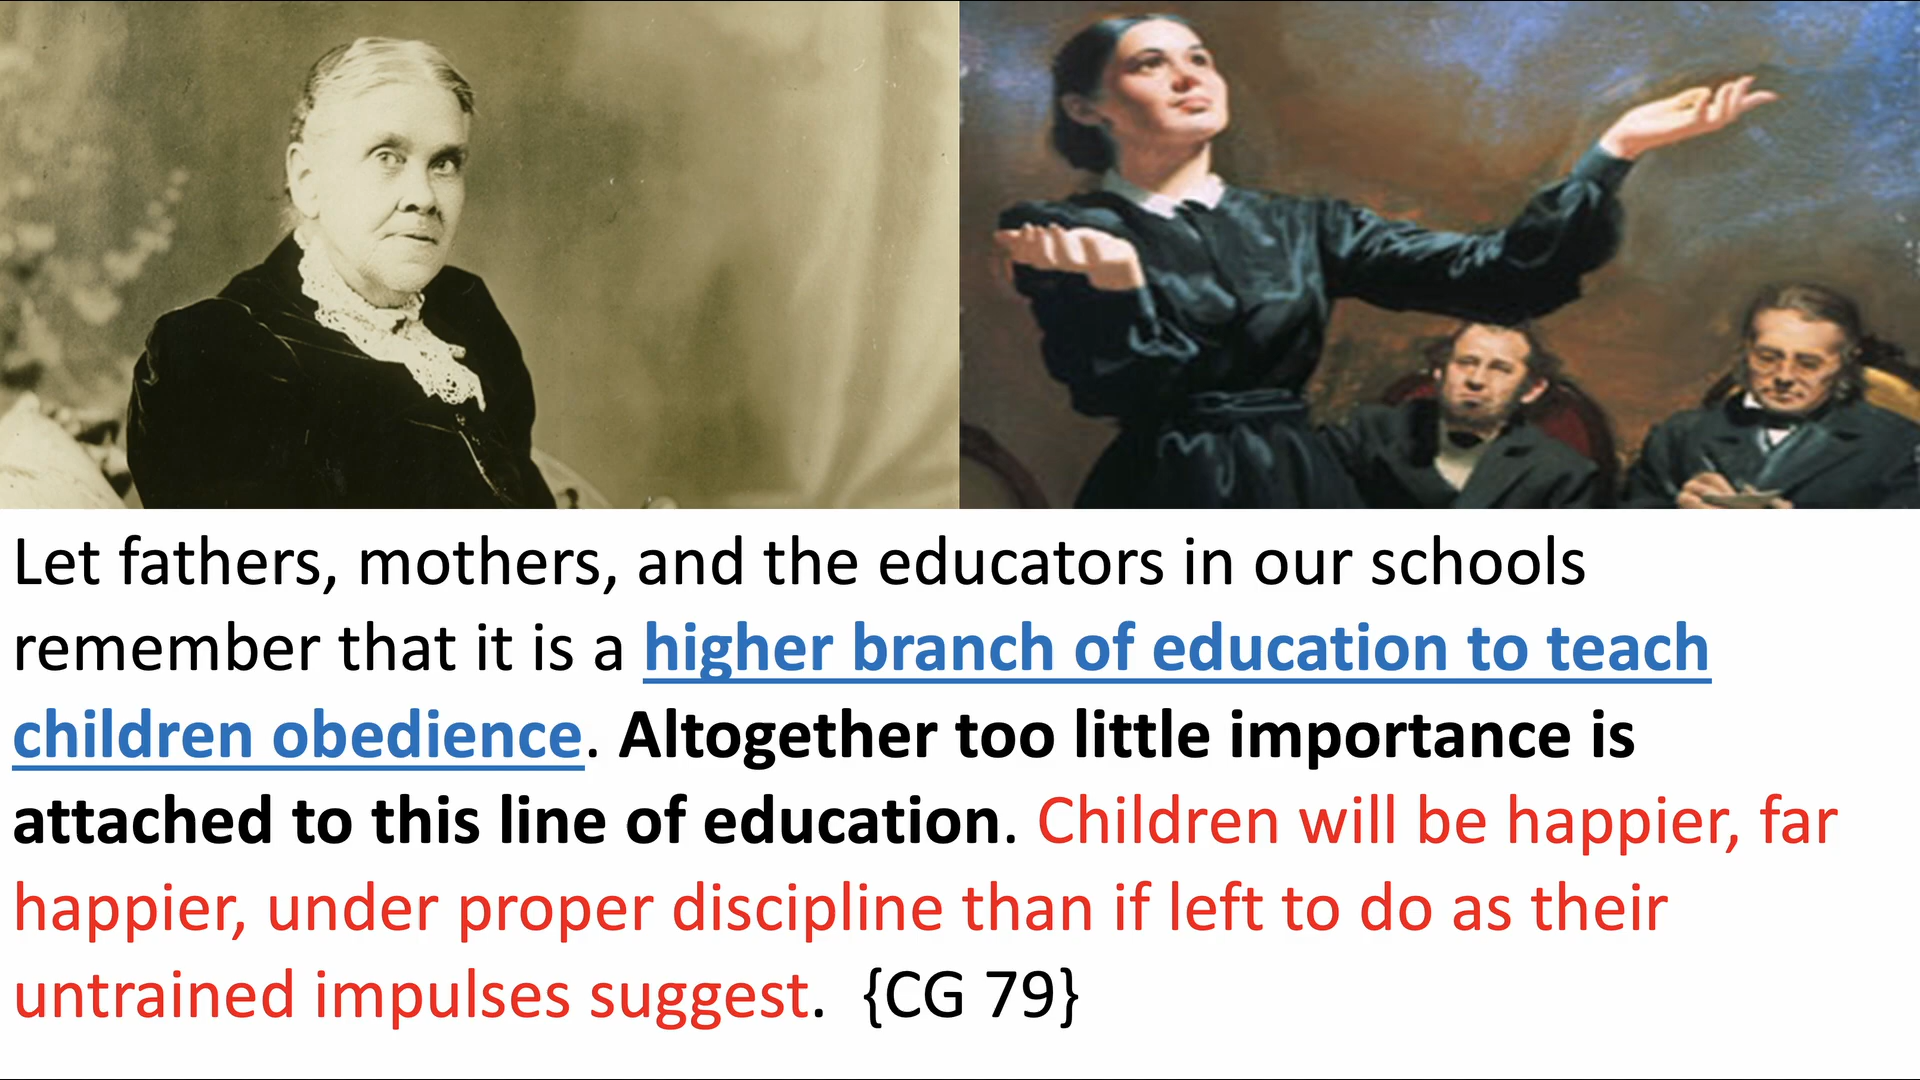 Let fathers, mothers, and the educators in our schools
remember that it is a higher branch of education to teach
children obedience. Altogether too little importance is
attached to this line of education. Children will be happier, far
happier, under proper discipline than if left to do as their
untrained impulses suggest.  {CG 79}